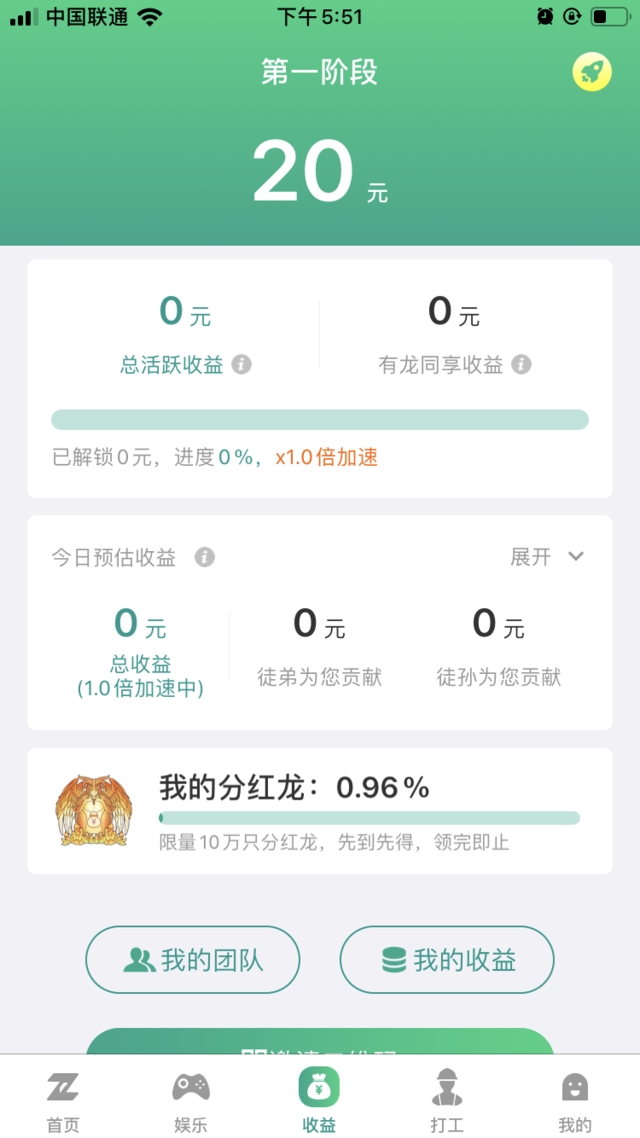 中国联通
下午5:51
第一阶段
20 元
0 元
0 元
总活跃收益
有龙同享收益
已解锁0元，进度0%，x1.0倍加速
今日预估收益
展开
0 元
0 元
0 元
总收益
(1.0倍加速中)
徒弟为您贡献
徒孙为您贡献
我的分红龙：0.96%
限量10万只分红龙，先到先得，领完即止
我的团队
我的收益
首页
娱乐
收益
打工
我的